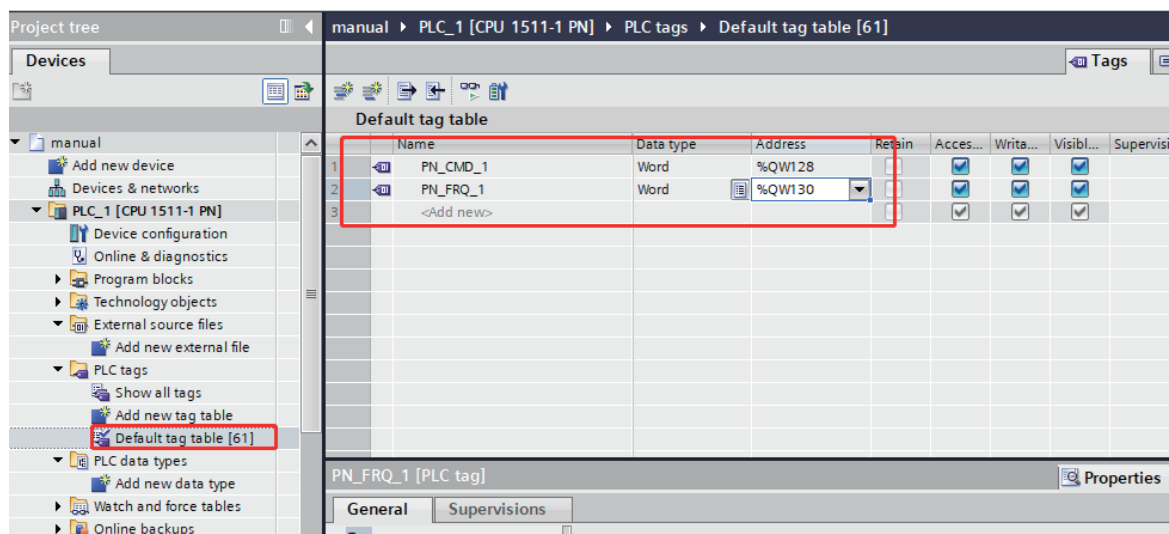 Project tree
manual ▸ PLC_1 [CPU 1511-1 PN] ▸ PLC tags ▸ Default tag table [61]
Devices
Tags
Default tag table
Name Data type Address Retain Acces... Writa... Visibl... Supervisi
1 PN_CMD_1 Word %QW128
2 PN_FRQ_1 Word %QW130
3 <Add new>
manual
Add new device
Devices & networks
PLC_1 [CPU 1511-1 PN]
Device configuration
Online & diagnostics
Program blocks
Technology objects
External source files
Add new external file
PLC tags
Show all tags
Add new tag table
Default tag table [61]
PLC data types
Add new data type
Watch and force tables
Online backups
PN_FRQ_1 [PLC tag]
Properties
General Supervisions